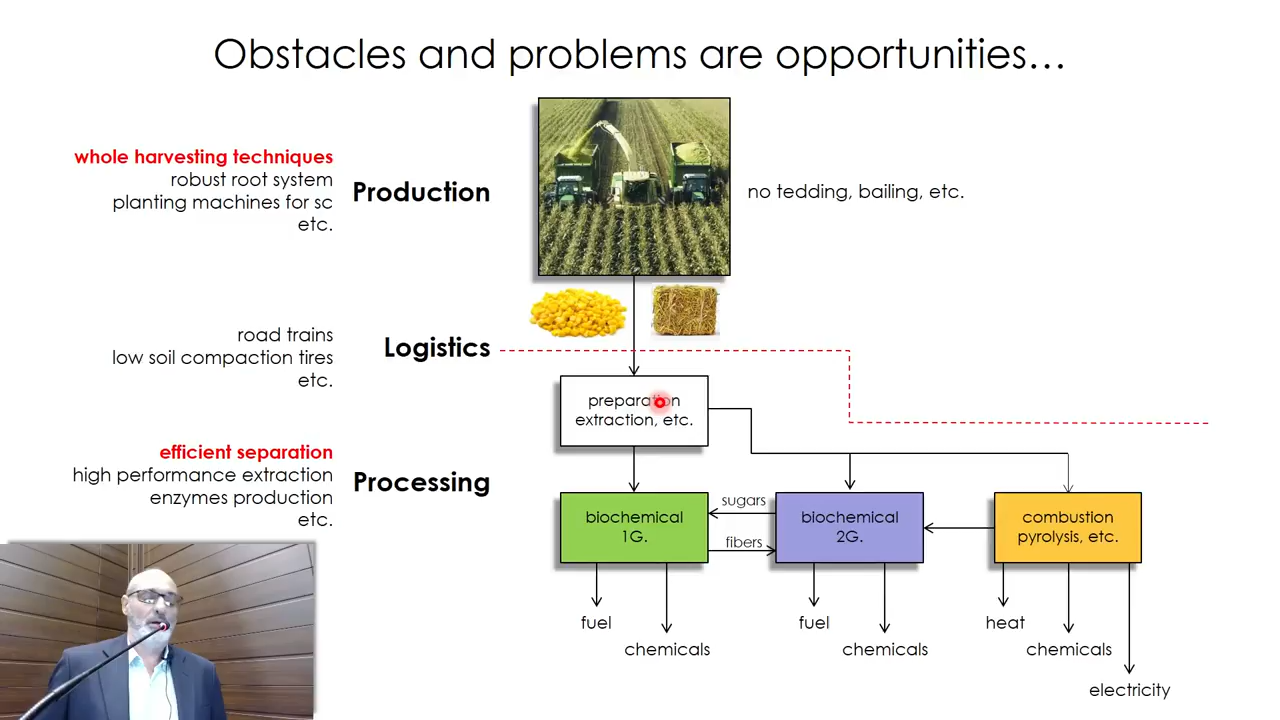 Obstacles and problems are opportunities…
whole harvesting techniques
robust root system
planting machines for sc
etc.
Production
no tedding, bailing, etc.
road trains
low soil compaction tires
etc.
Logistics
preparation
extraction, etc.
efficient separation
high performance extraction
enzymes production
etc.
Processing
biochemical
1G.
sugars
fibers
biochemical
2G.
combustion
pyrolysis, etc.
fuel
chemicals
fuel
chemicals
heat
chemicals
electricity